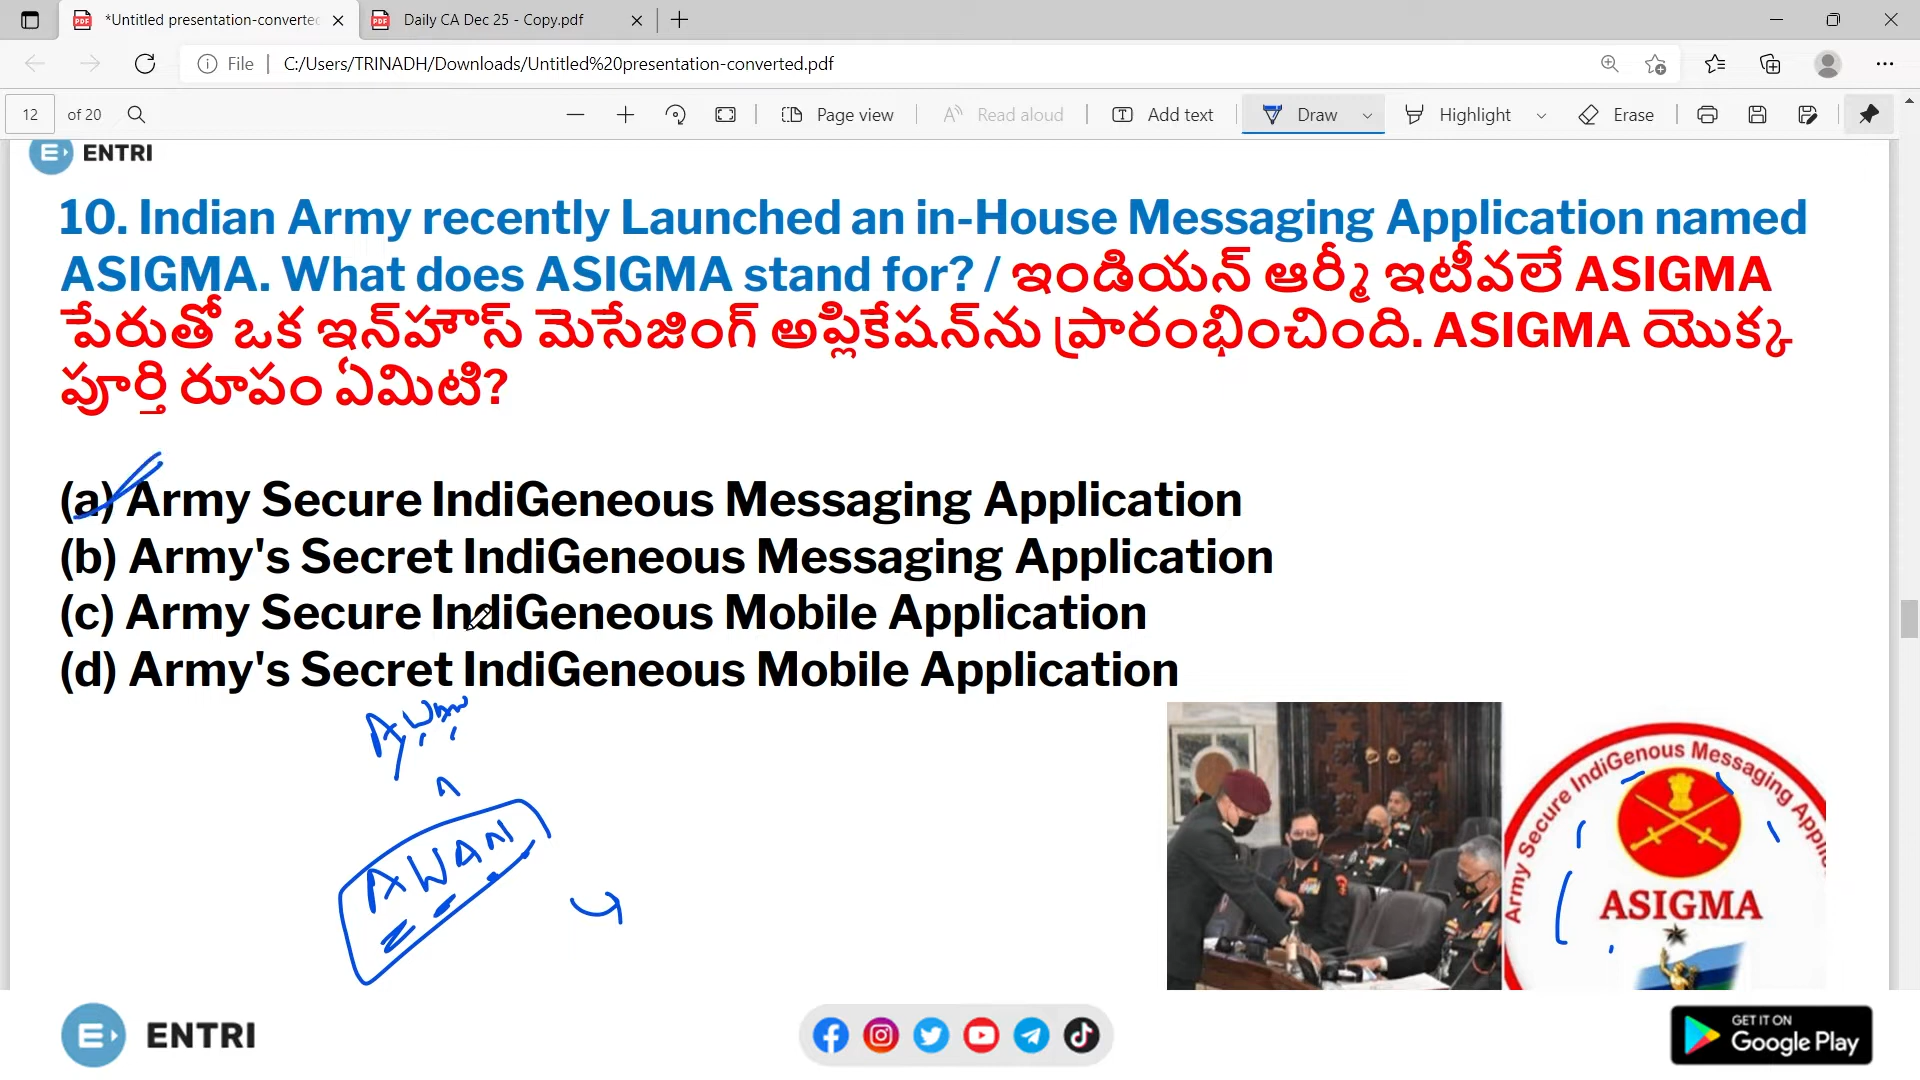 *Untitled presentation-converted
Daily CA Dec 25 - Copy.pdf
File
C:/Users/TRINADH/Downloads/Untitled%20presentation-converted.pdf
12 of 20
Page view
Read aloud
Add text
Draw
Highlight
Erase
ENTRI
10. Indian Army recently Launched an in-House Messaging Application named
ASIGMA. What does ASIGMA stand for? / ఇండియన్ ఆర్మీ ఇటీవలే ASIGMA
పేరుతో ఒక ఇన్‌హౌస్ మెసేజింగ్ అప్లికేషన్‌ను ప్రారంభించింది. ASIGMA యొక్క
పూర్తి రూపం ఏమిటి?
(a) Army Secure IndiGeneous Messaging Application
(b) Army's Secret IndiGeneous Messaging Application
(c) Army Secure IndiGeneous Mobile Application
(d) Army's Secret IndiGeneous Mobile Application
AWAN
Army Secure IndiGenous Messaging
ASIGMA
ENTRI
GET IT ON
Google Play